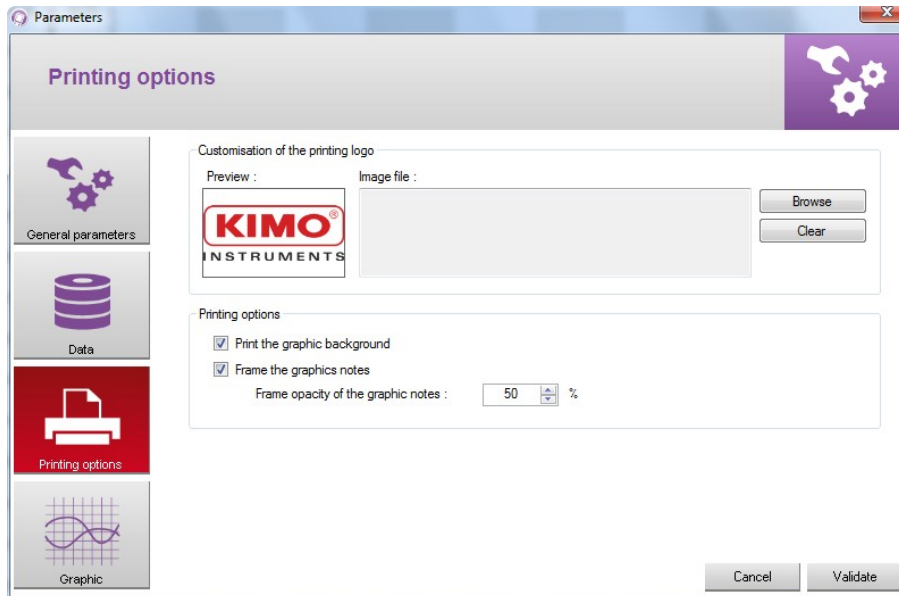 Parameters
Printing options
General parameters
Data
Printing options
Graphic
Customisation of the printing logo
Preview :
Image file :
KIMO®
INSTRUMENTS
Browse
Clear
Printing options
Print the graphic background
Frame the graphics notes
Frame opacity of the graphic notes : 50 %
Cancel
Validate